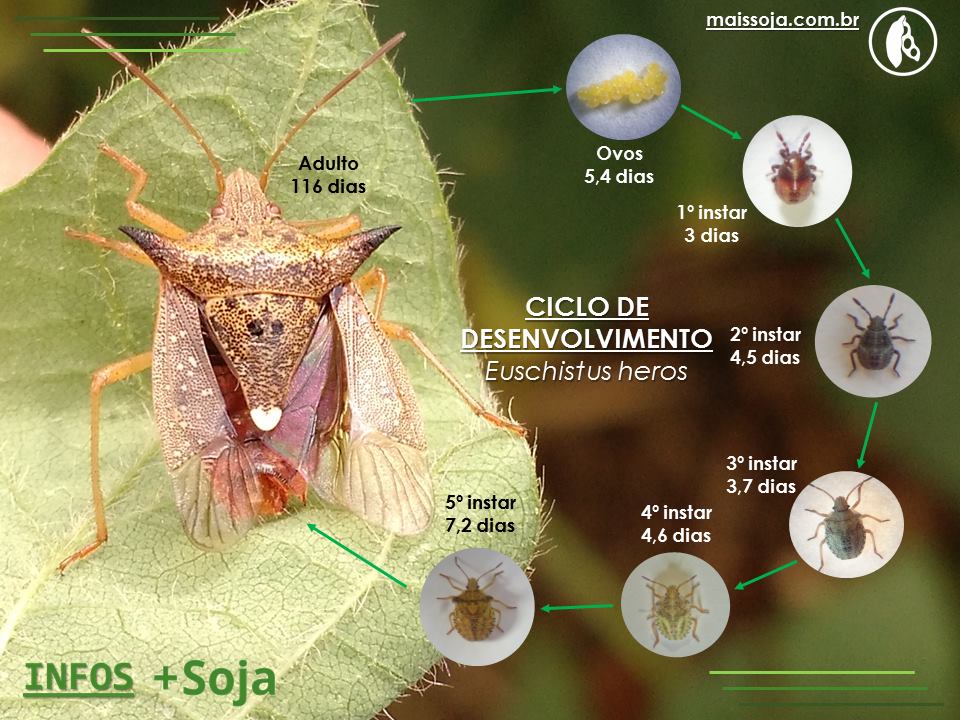 maissoja.com.br
Adulto
116 dias
Ovos
5,4 dias
1º instar
3 dias
CICLO DE
DESENVOLVIMENTO
Euschistus heros
2º instar
4,5 dias
3º instar
3,7 dias
4º instar
4,6 dias
5º instar
7,2 dias
INFOS +Soja